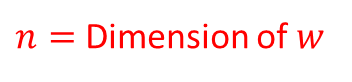 n = Dimension of w